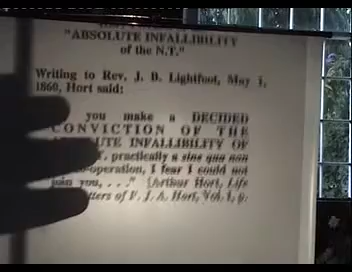 "ABSOLUTE INFALLIBILITY
of the N.T."
Writing to Rev. J. B. Lightfoot, May 1,
1860, Hort said:
you make a DECIDED
CONVICTION OF THE
INFALLIBILITY OF
practically a sine qua non
co-operation, I fear I could not
join you, . . ." (Arthur Hort, Life
of F. J. A. Hort, Vol. I, p.